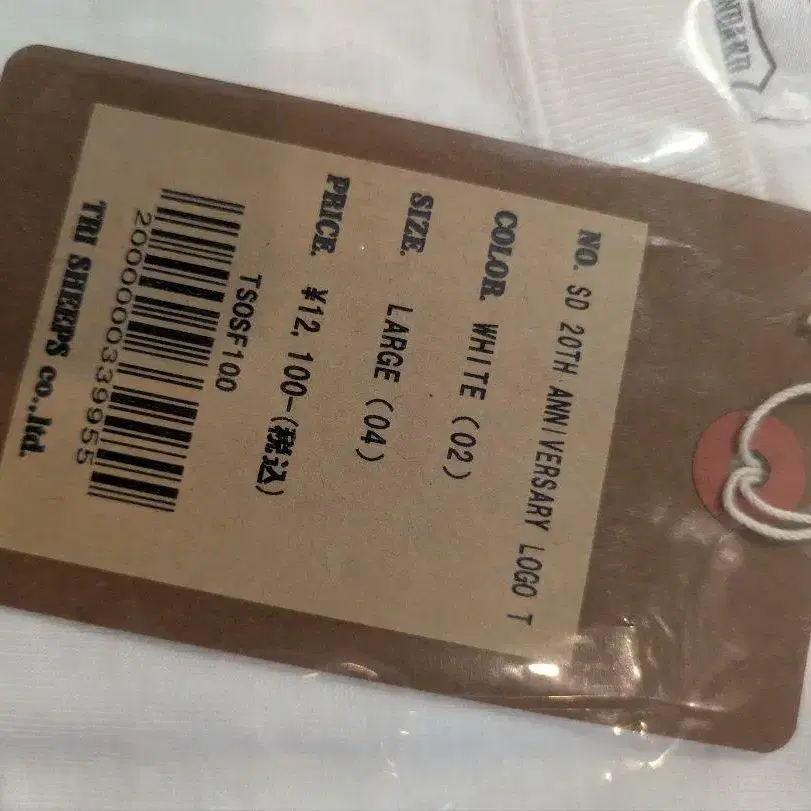 NO. SD 20TH ANNIVERSARY LOGO T
COLOR. WHITE (02)
SIZE. LARGE (04)
PRICE. ¥12,100-(税込)
TSOSF100
2000000339955
TRI SHEEPS co.,ltd.
NDARD